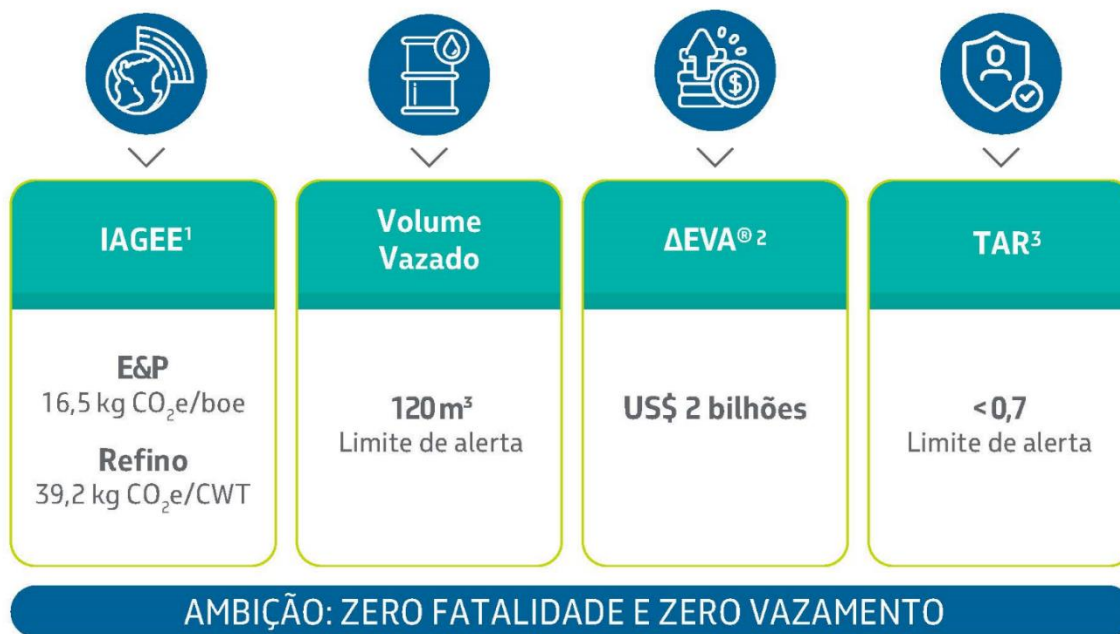 IAGEE¹
E&P
16,5 kg CO₂e/boe
Refino
39,2 kg CO₂e/CWT
Volume
Vazado
120 m³
Limite de alerta
ΔEVA® ²
US$ 2 bilhões
TAR³
<0,7
Limite de alerta
AMBIÇÃO: ZERO FATALIDADE E ZERO VAZAMENTO